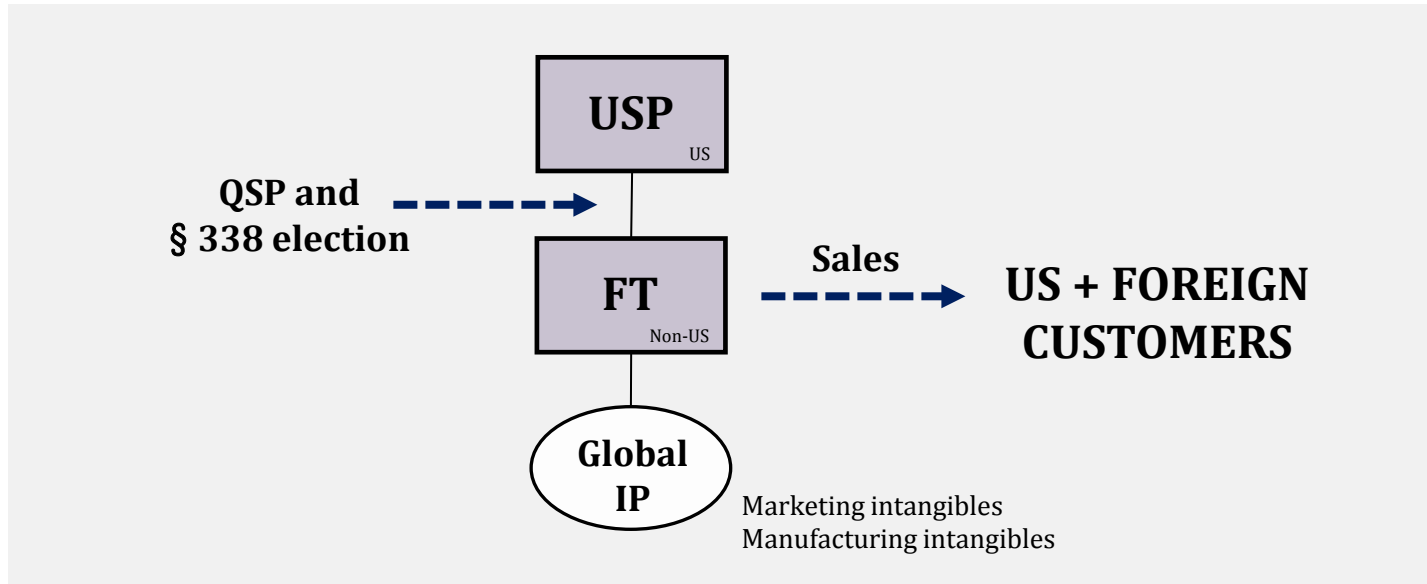 USP
US
QSP and
§ 338 election
FT
Non-US
Sales
US + FOREIGN
CUSTOMERS
Global
IP
Marketing intangibles
Manufacturing intangibles